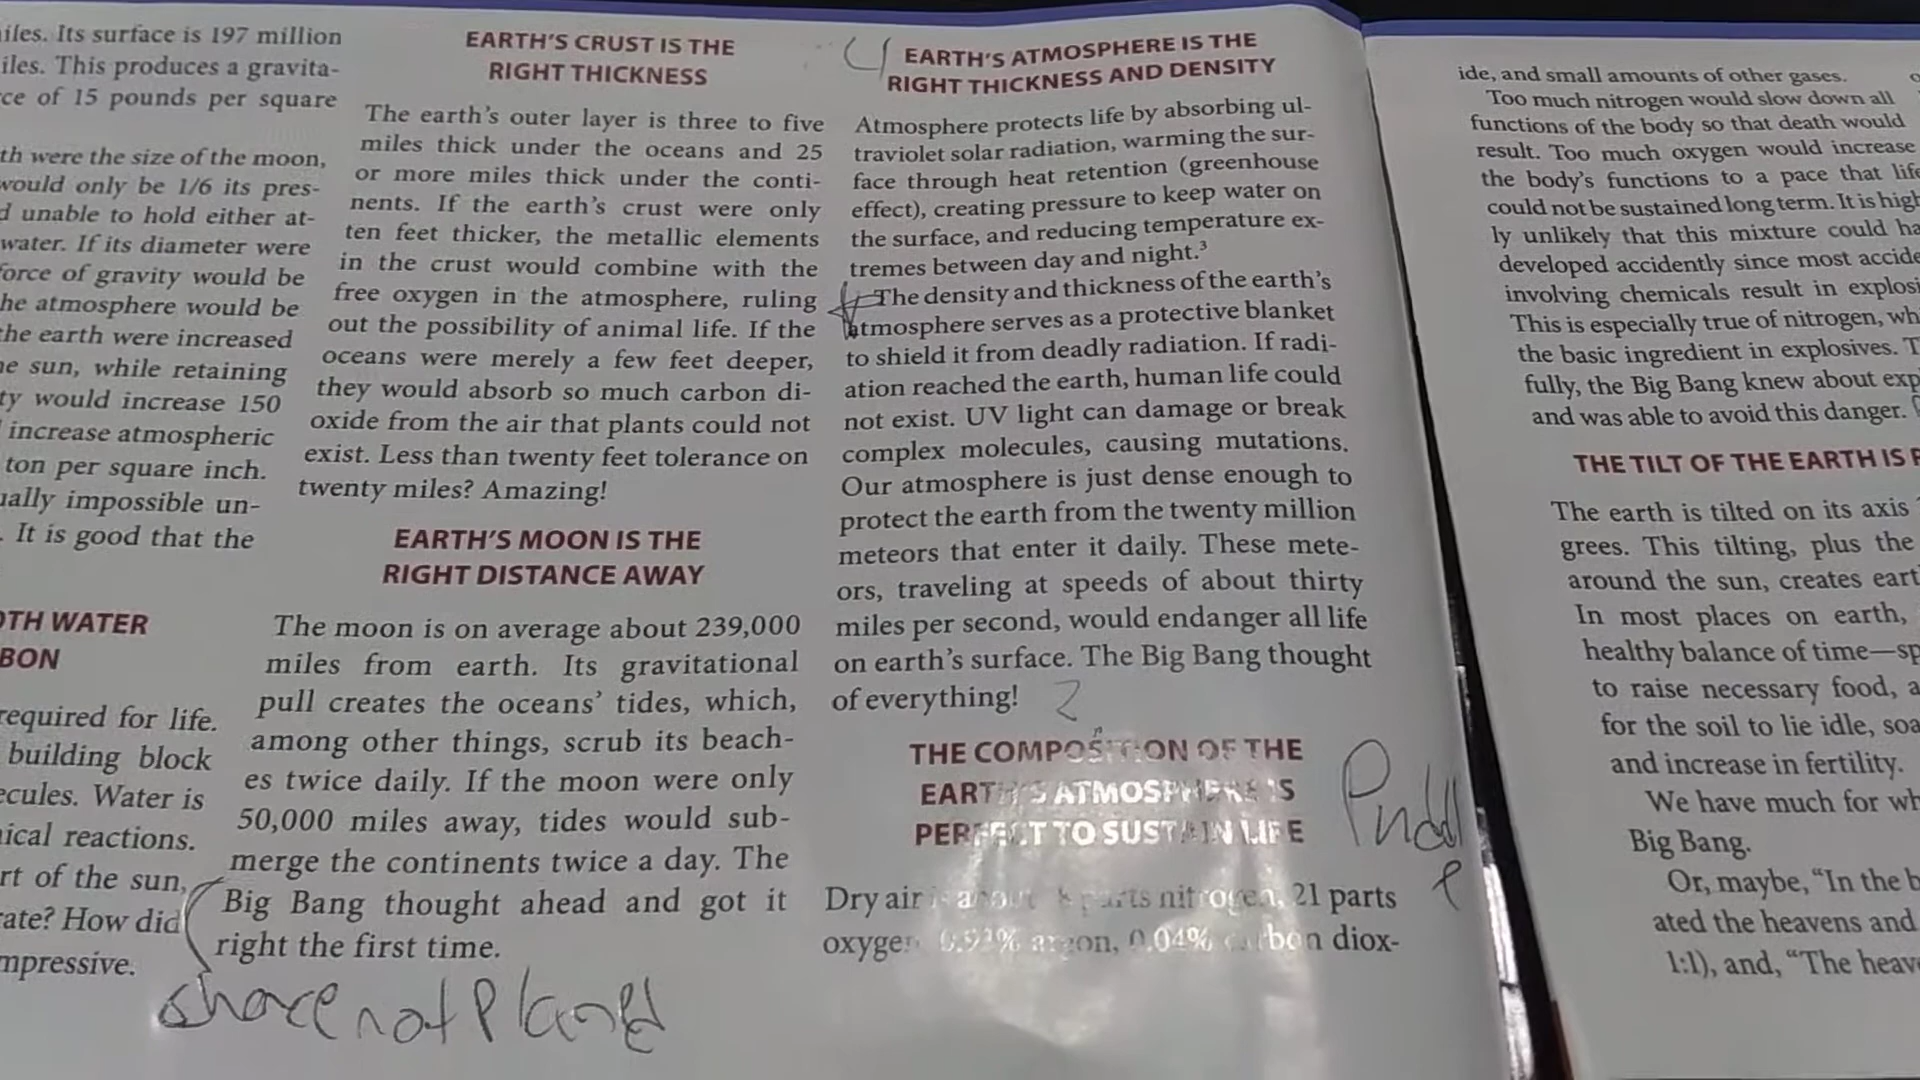 iles. Its surface is 197 million
iles. This produces a gravita-
ce of 15 pounds per square
th were the size of the moon,
would only be 1/6 its pres-
d unable to hold either at-
water. If its diameter were
force of gravity would be
he atmosphere would be
the earth were increased
e sun, while retaining
ty would increase 150
increase atmospheric
ton per square inch.
ually impossible un-
. It is good that the
OTH WATER
BON
required for life.
building block
ecules. Water is
ical reactions.
rt of the sun,
ate? How did
mpressive.
EARTH'S CRUST IS THE
RIGHT THICKNESS
The earth's outer layer is three to five
miles thick under the oceans and 25
or more miles thick under the conti-
nents. If the earth's crust were only
ten feet thicker, the metallic elements
in the crust would combine with the
free oxygen in the atmosphere, ruling
out the possibility of animal life. If the
oceans were merely a few feet deeper,
they would absorb so much carbon di-
oxide from the air that plants could not
exist. Less than twenty feet tolerance on
twenty miles? Amazing!
EARTH'S MOON IS THE
RIGHT DISTANCE AWAY
The moon is on average about 239,000
miles from earth. Its gravitational
pull creates the oceans' tides, which,
among other things, scrub its beach-
es twice daily. If the moon were only
50,000 miles away, tides would sub-
merge the continents twice a day. The
Big Bang thought ahead and got it
right the first time.
not
EARTH'S ATMOSPHERE IS THE
RIGHT THICKNESS AND DENSITY
Atmosphere protects life by absorbing ul-
traviolet solar radiation, warming the sur-
face through heat retention (greenhouse
effect), creating pressure to keep water on
the surface, and reducing temperature ex-
tremes between day and night.³
The density and thickness of the earth's
atmosphere serves as a protective blanket
to shield it from deadly radiation. If radi-
ation reached the earth, human life could
not exist. UV light can damage or break
complex molecules, causing mutations.
Our atmosphere is just dense enough to
protect the earth from the twenty million
meteors that enter it daily. These mete-
ors, traveling at speeds of about thirty
miles per second, would endanger all life
on earth's surface. The Big Bang thought
of everything!
2
THE COMPOSITION OF THE
EARTH'S ATMOSPHERE IS
PERFECT TO SUSTAIN LIFE
Puddle
Dry air is about parts nitrogen, 21 parts
oxygen, 0.93% argon, 0.04% carbon diox-
ide, and small amounts of other gases.
Too much nitrogen would slow down all
functions of the body so that death would
result. Too much oxygen would increase
the body's functions to a pace that life
could not be sustained long term. It is high
ly unlikely that this mixture could ha
developed accidently since most accide
involving chemicals result in explosi
This is especially true of nitrogen, wh
the basic ingredient in explosives. T
fully, the Big Bang knew about exp
and was able to avoid this danger.
THE TILT OF THE EARTH IS
The earth is tilted on its axis
grees. This tilting, plus the
around the sun, creates eart
In most places on earth,
healthy balance of time—sp
to raise necessary food, a
for the soil to lie idle, soa
and increase in fertility.
We have much for wh
Big Bang.
Or, maybe, "In the b
ated the heavens and
1:1), and, "The heav